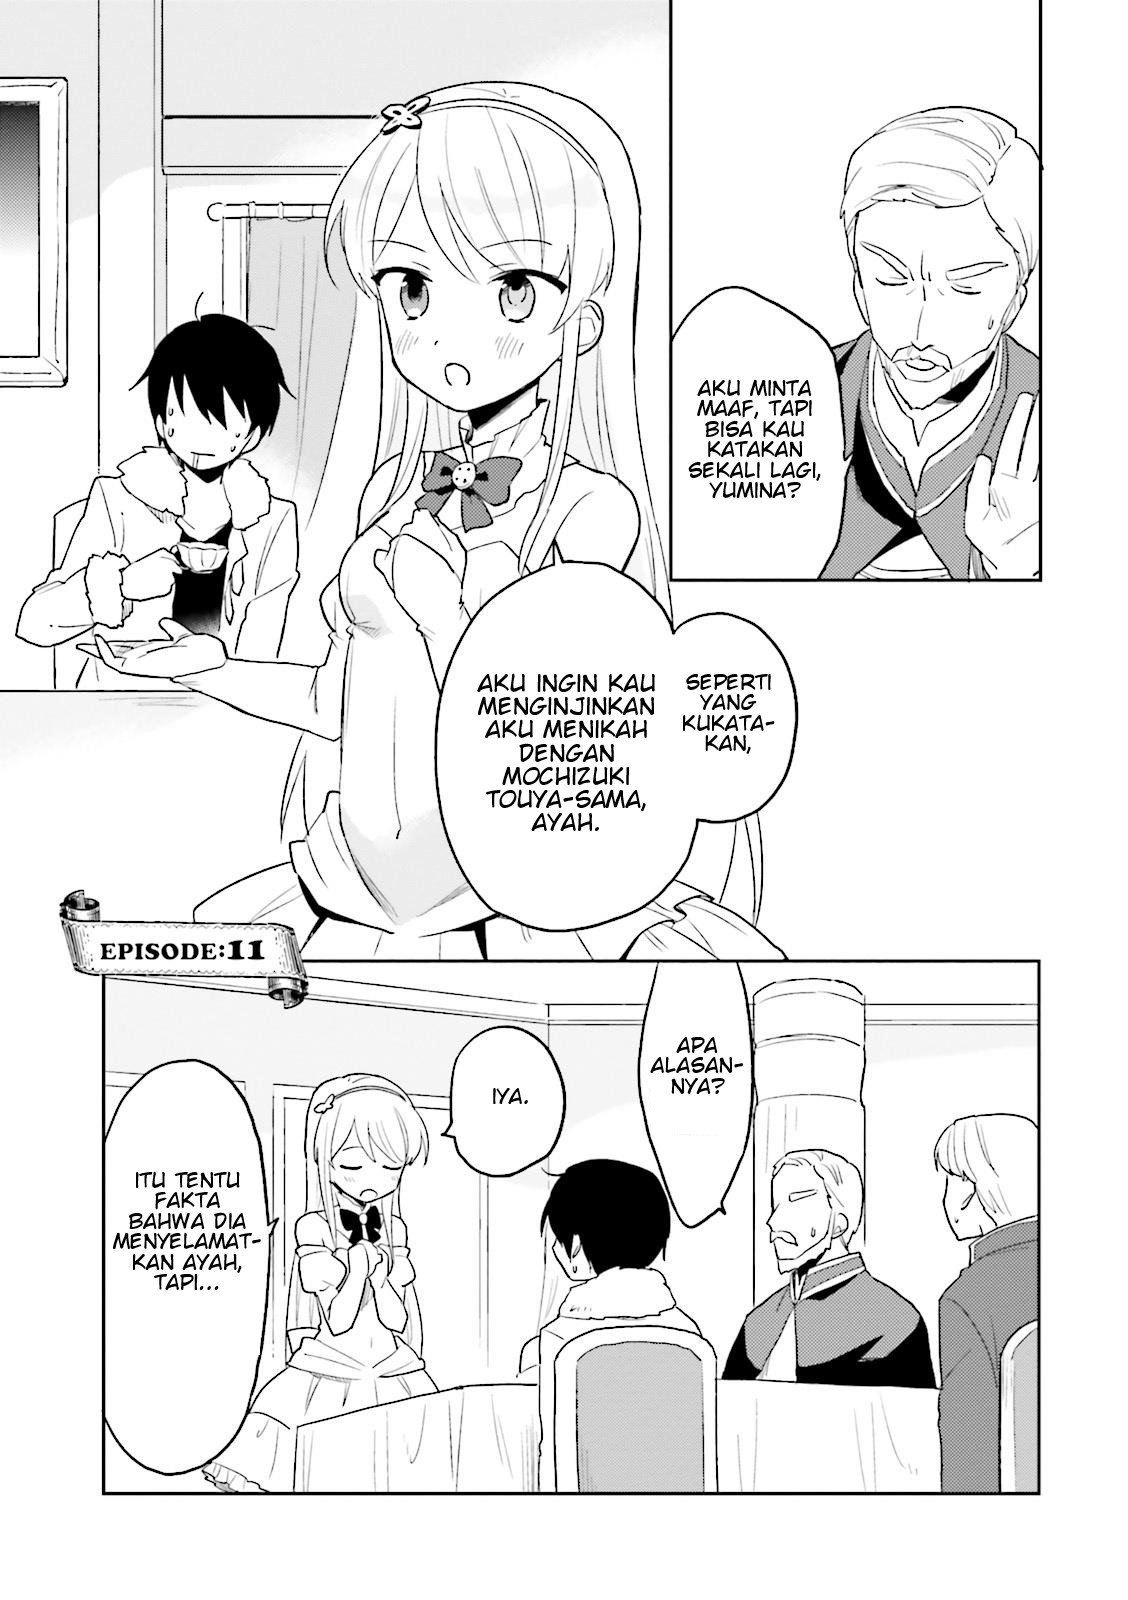 AKU MINTA
MAAF, TAPI
BISA KAU
KATAKAN
SEKALI LAGI,
YUMINA?
SEPERTI
YANG
KUKATA-
KAN,
AKU INGIN KAU
MENGINJINKAN
AKU MENIKAH
DENGAN
MOCHIZUKI
TOUYA-SAMA,
AYAH.
EPISODE:11
APA
ALASAN-
NYA?
IYA.
ITU TENTU
FAKTA
BAHWA DIA
MENYELAMAT-
KAN AYAH,
TAPI...